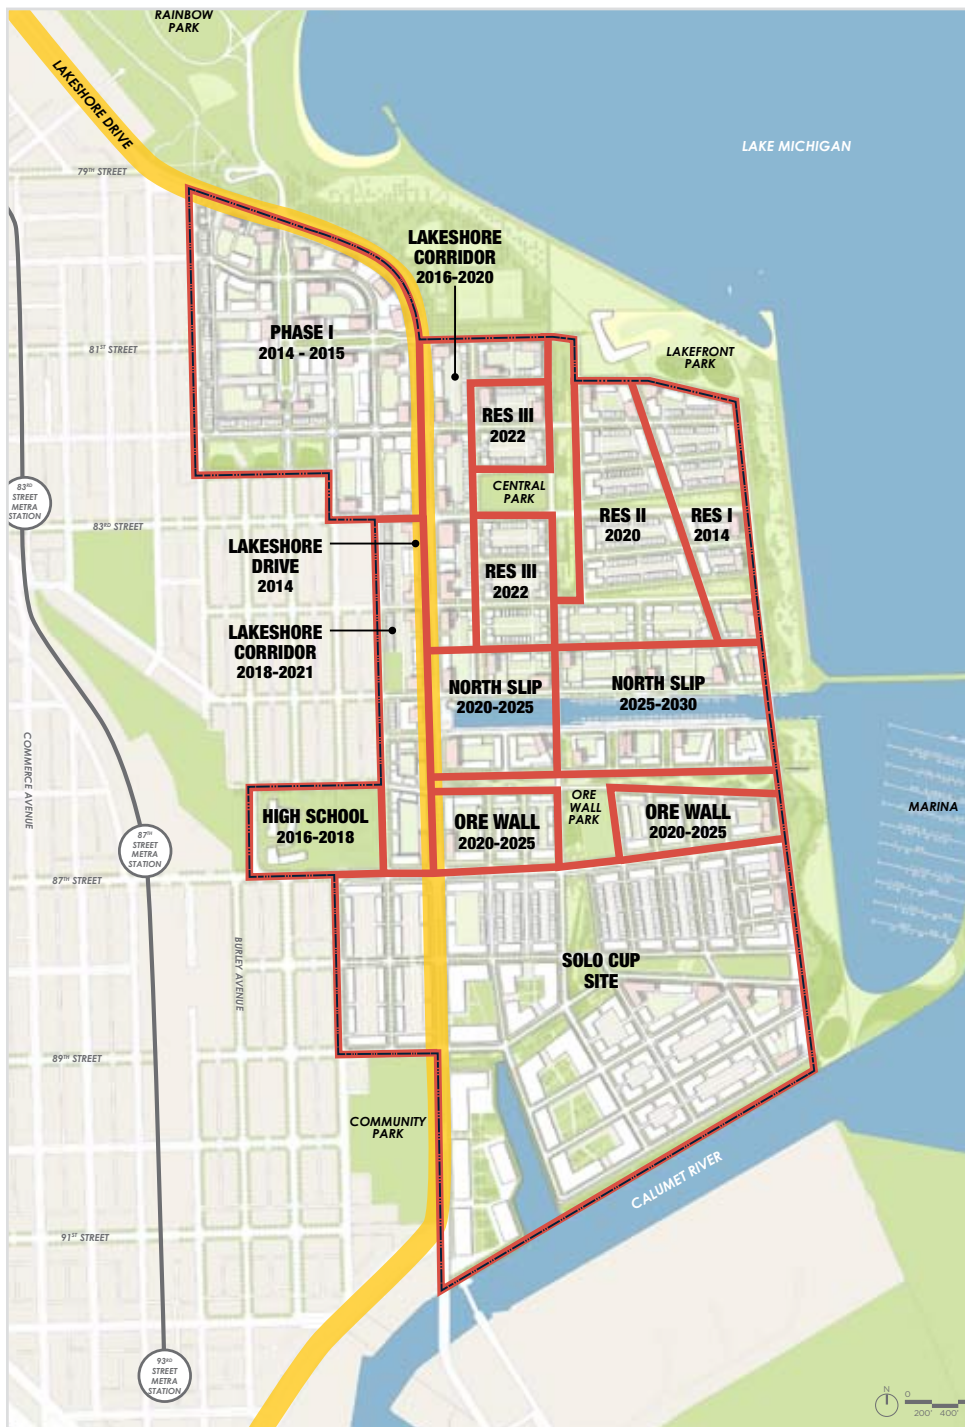 RAINBOW
PARK
LAKESHORE DRIVE
LAKE MICHIGAN
79TH STREET
LAKESHORE
CORRIDOR
2016-2020
PHASE I
2014 - 2015
81ST STREET
LAKEFRONT
PARK
RES III
2022
CENTRAL
PARK
83RD
STREET
METRA
STATION
83RD STREET
RES II
2020
RES I
2014
LAKESHORE
DRIVE
2014
RES III
2022
LAKESHORE
CORRIDOR
2018-2021
NORTH SLIP
2020-2025
NORTH SLIP
2025-2030
COMMERCE AVENUE
MARINA
HIGH SCHOOL
2016-2018
ORE WALL
2020-2025
ORE
WALL
PARK
ORE WALL
2020-2025
87TH
STREET
METRA
STATION
87TH STREET
BURLEY AVENUE
SOLO CUP
SITE
89TH STREET
COMMUNITY
PARK
CALUMET RIVER
91ST STREET
93RD
STREET
METRA
STATION
N
0
200' 400'